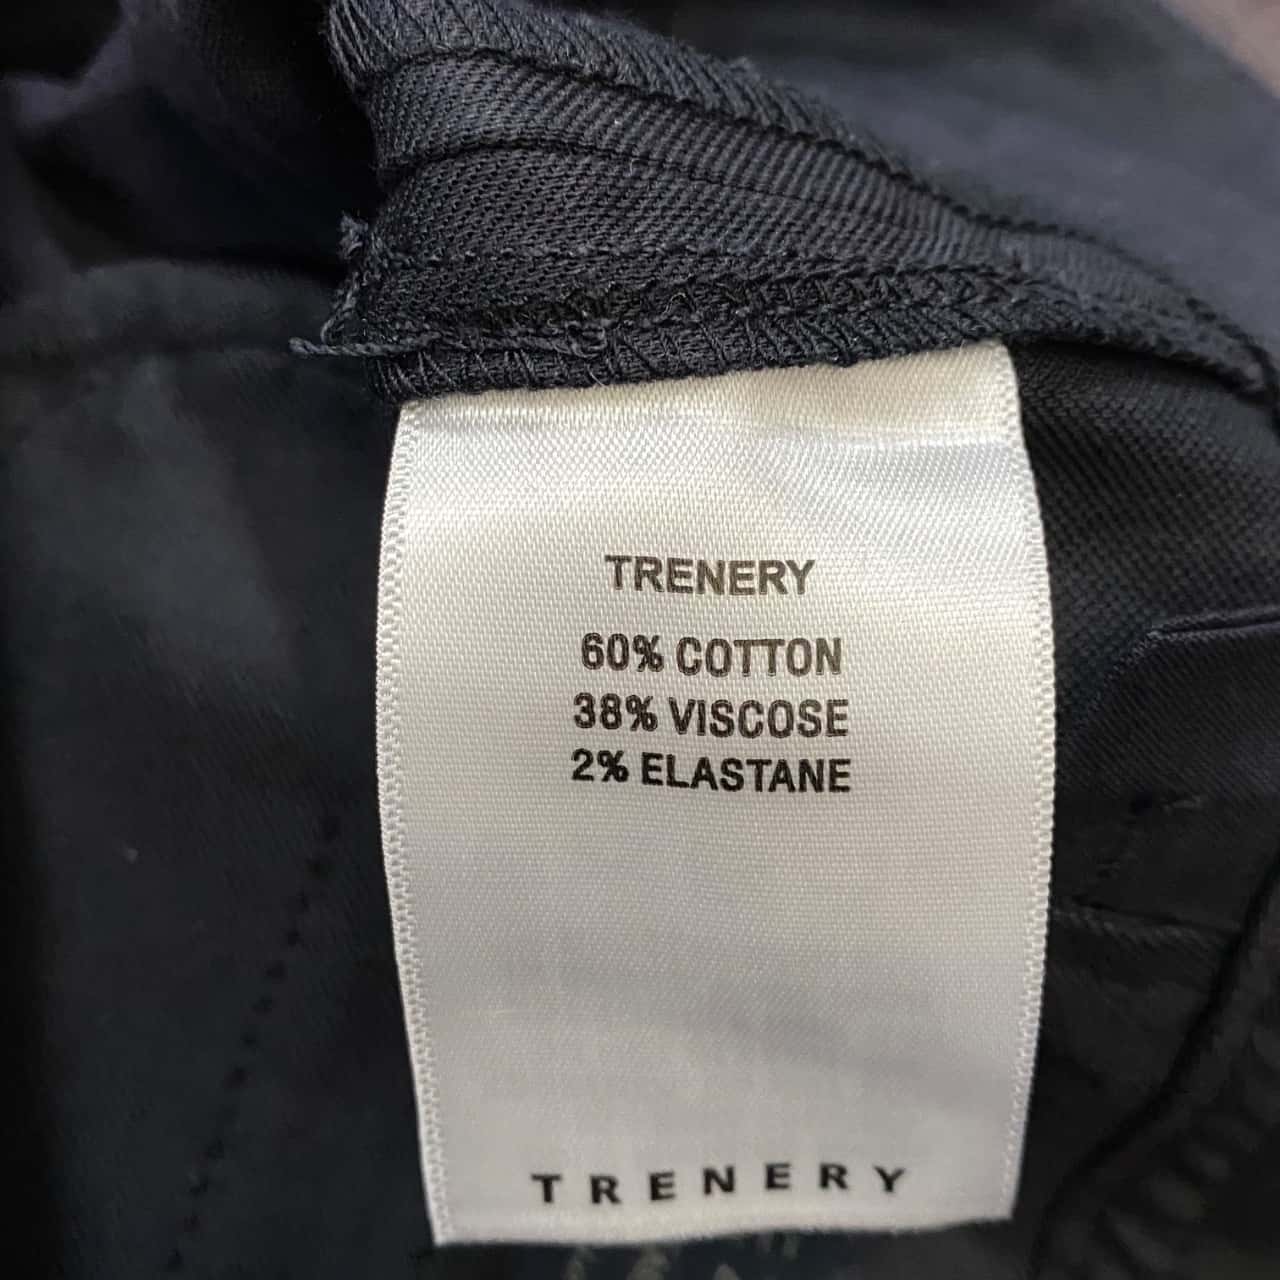 TRENERY
60% COTTON
38% VISCOSE
2% ELASTANE
TRENERY